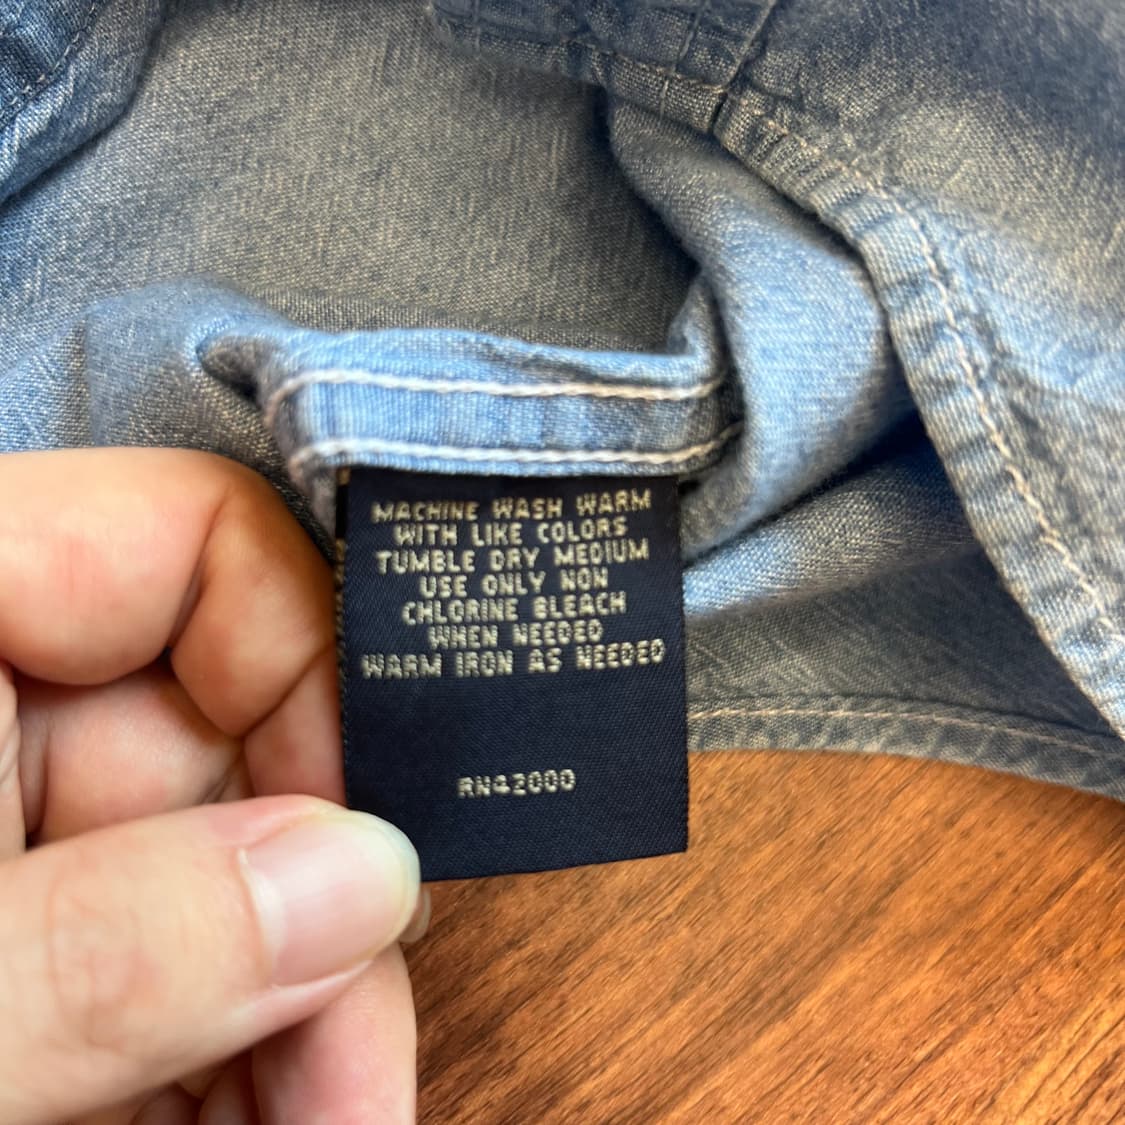 MACHINE WASH WARM
WITH LIKE COLORS
TUMBLE DRY MEDIUM
USE ONLY NON
CHLORINE BLEACH
WHEN NEEDED
WARM IRON AS NEEDED
RN42000